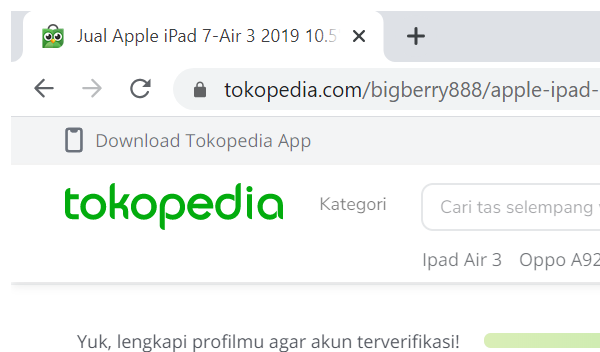 Jual Apple iPad 7-Air 3 2019 10.5
tokopedia.com/bigberry888/apple-ipad-
Download Tokopedia App
tokopedia Kategori Cari tas selempang
Ipad Air 3 Oppo A92
Yuk, lengkapi profilmu agar akun terverifikasi!